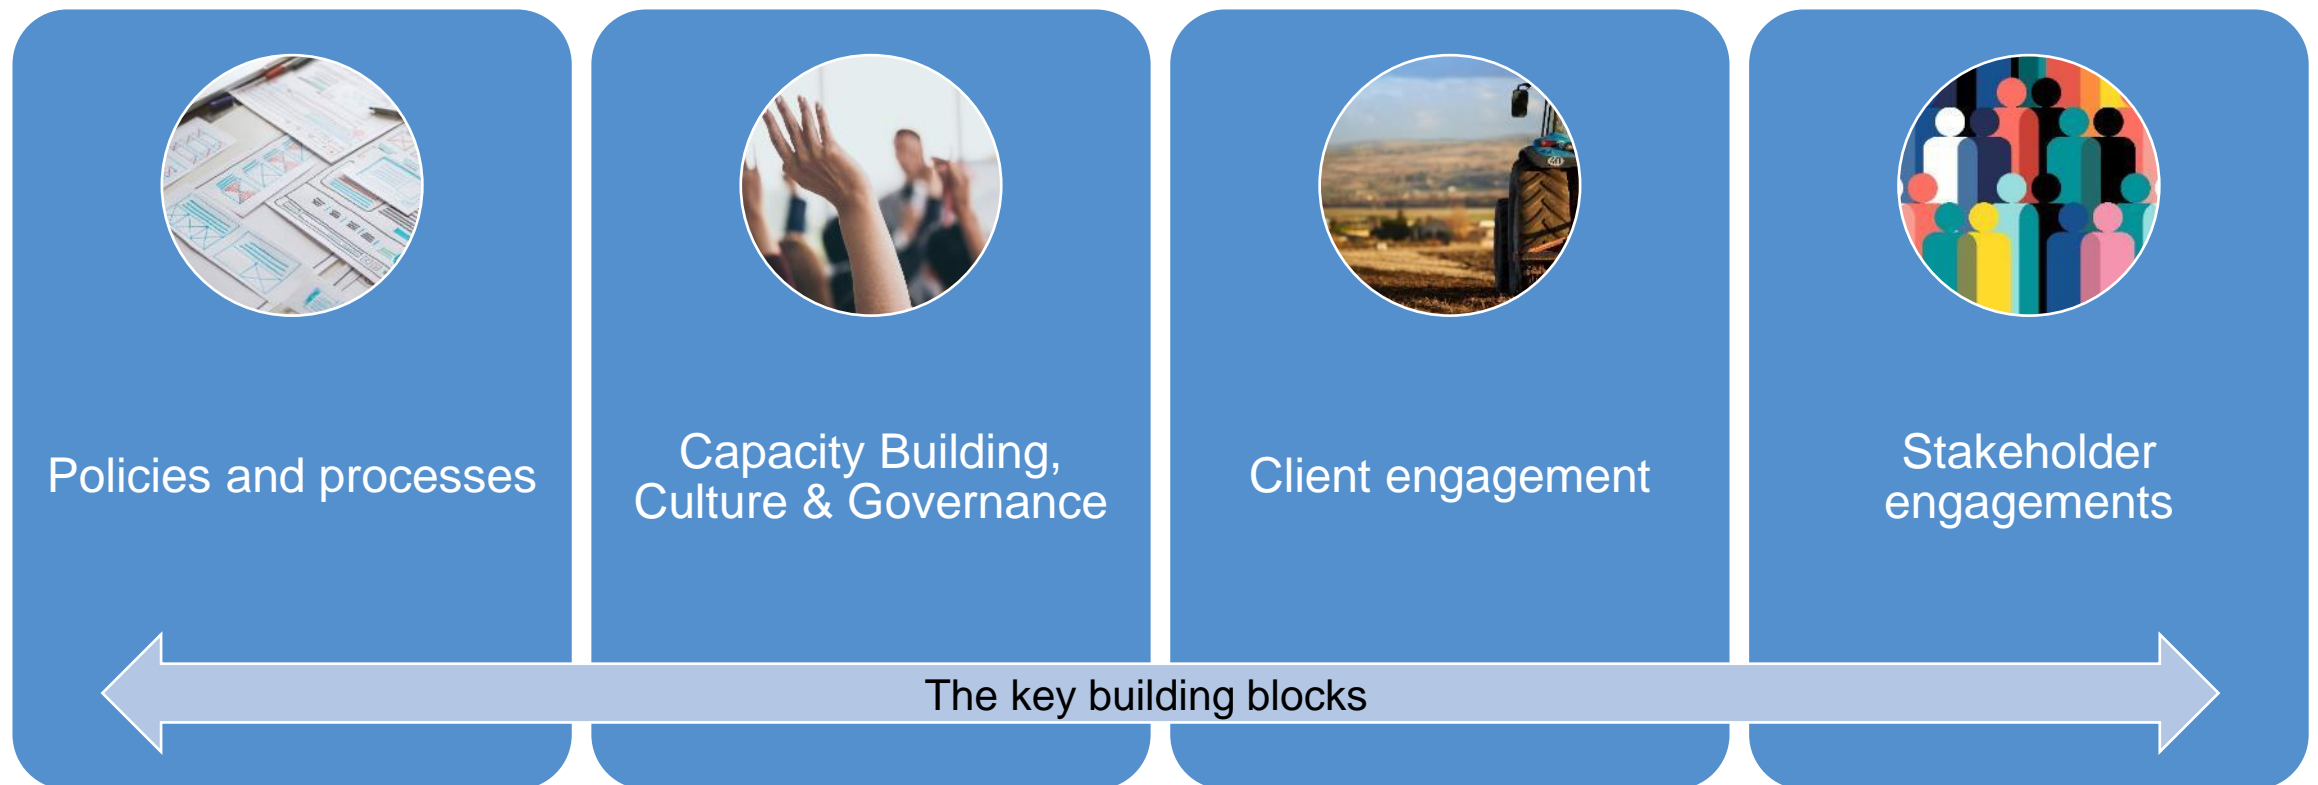 Policies and processes
Capacity Building,
Culture & Governance
Client engagement
Stakeholder
engagements
The key building blocks